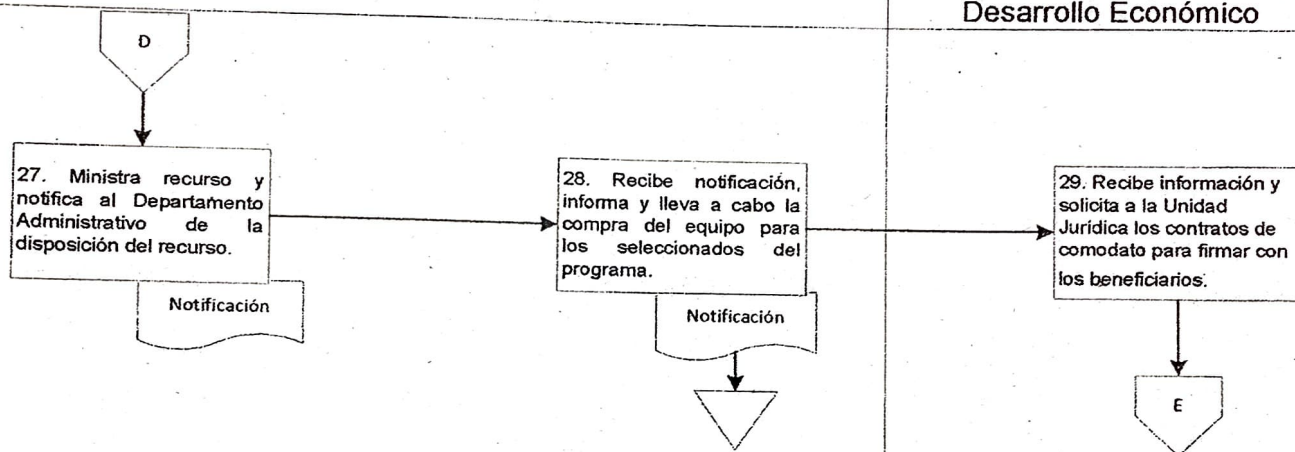 Desarrollo Económico
D
27. Ministra recurso y
notifica al Departamento
Administrativo de la
disposición del recurso.
Notificación
28. Recibe notificación,
informa y lleva a cabo la
compra del equipo para
los seleccionados del
programa.
Notificación
29. Recibe información y
solicita a la Unidad
Jurídica los contratos de
comodato para firmar con
los beneficiarios.
E